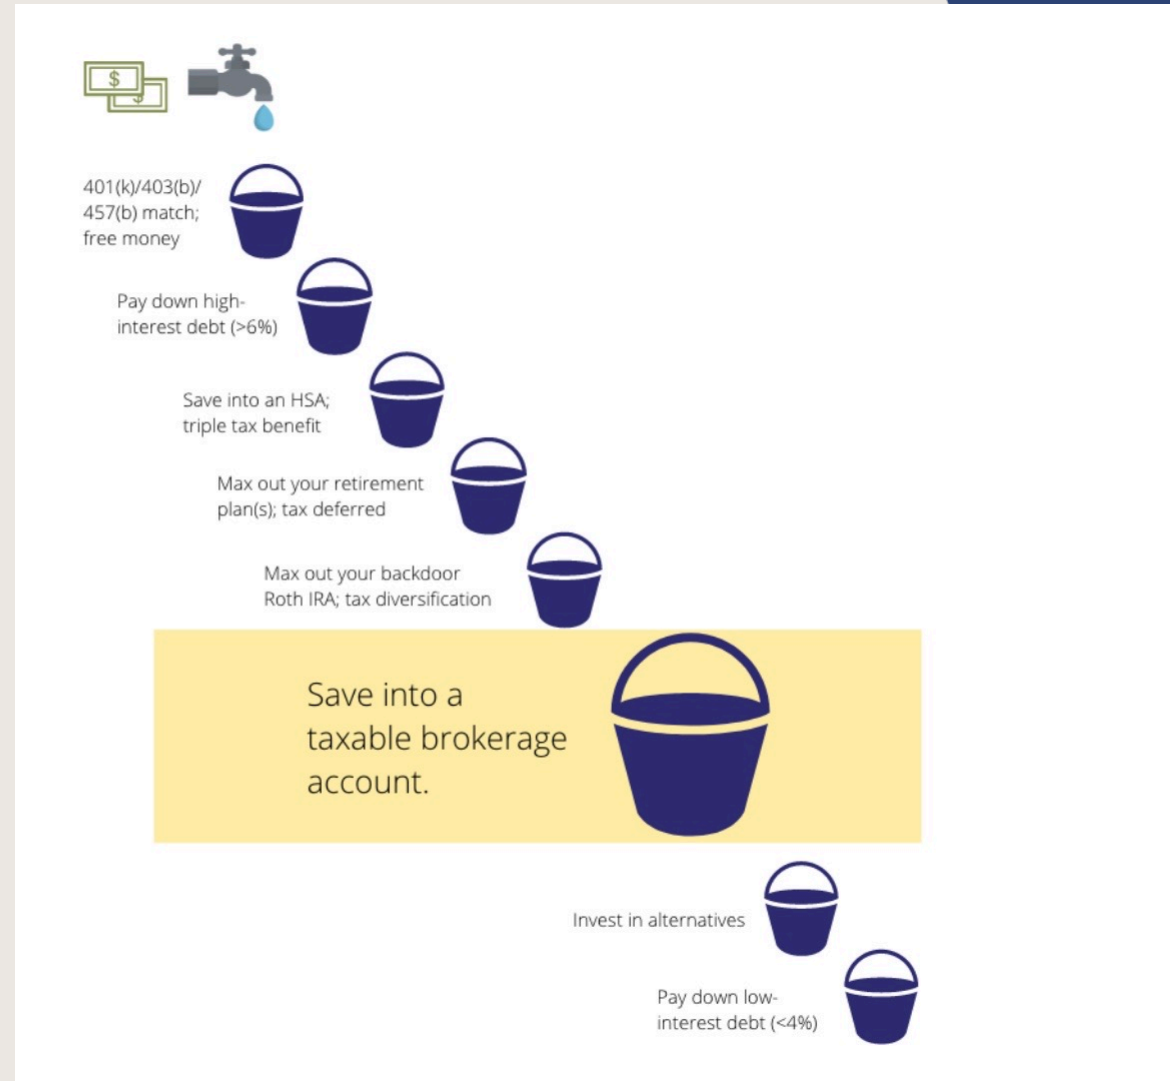 $
$
401(k)/403(b)/
457(b) match;
free money
Pay down high-
interest debt (>6%)
Save into an HSA;
triple tax benefit
Max out your retirement
plan(s); tax deferred
Max out your backdoor
Roth IRA; tax diversification
Save into a
taxable brokerage
account.
Invest in alternatives
Pay down low-
interest debt (<4%)